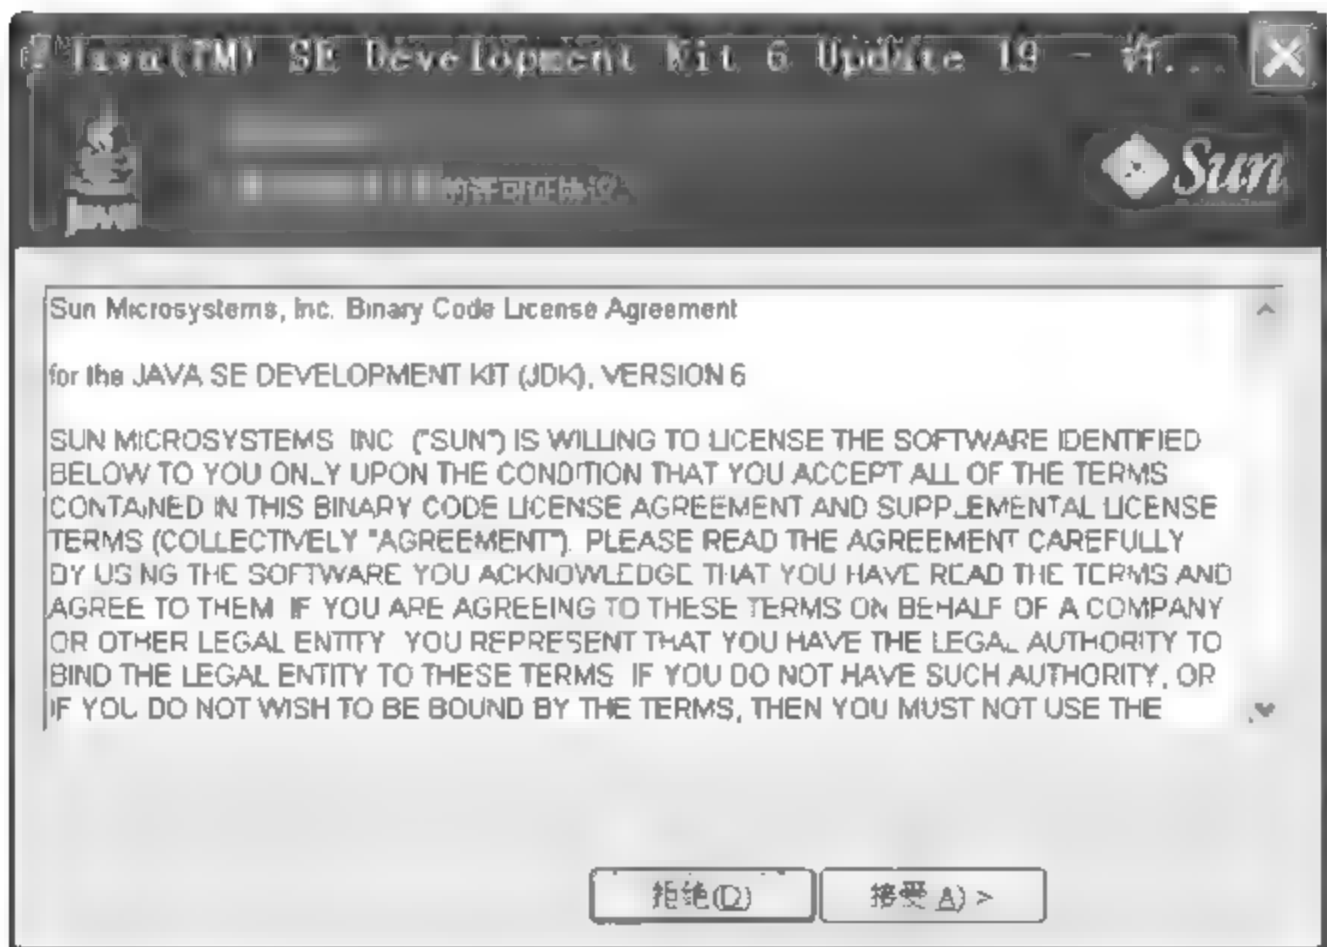 Java(TM) SE Development Kit 6 Update 19 - 许...
的许可证协议。
Java
Sun
Sun Microsystems, Inc. Binary Code License Agreement
for the JAVA SE DEVELOPMENT KIT (JDK), VERSION 6
SUN MICROSYSTEMS INC ("SUN") IS WILLING TO LICENSE THE SOFTWARE IDENTIFIED
BELOW TO YOU ONLY UPON THE CONDITION THAT YOU ACCEPT ALL OF THE TERMS
CONTAINED IN THIS BINARY CODE LICENSE AGREEMENT AND SUPPLEMENTAL LICENSE
TERMS (COLLECTIVELY "AGREEMENT"). PLEASE READ THE AGREEMENT CAREFULLY
BY USING THE SOFTWARE YOU ACKNOWLEDGE THAT YOU HAVE READ THE TERMS AND
AGREE TO THEM IF YOU ARE AGREEING TO THESE TERMS ON BEHALF OF A COMPANY
OR OTHER LEGAL ENTITY YOU REPRESENT THAT YOU HAVE THE LEGAL AUTHORITY TO
BIND THE LEGAL ENTITY TO THESE TERMS IF YOU DO NOT HAVE SUCH AUTHORITY, OR
IF YOU DO NOT WISH TO BE BOUND BY THE TERMS, THEN YOU MUST NOT USE THE
拒绝(D) 接受(A) >